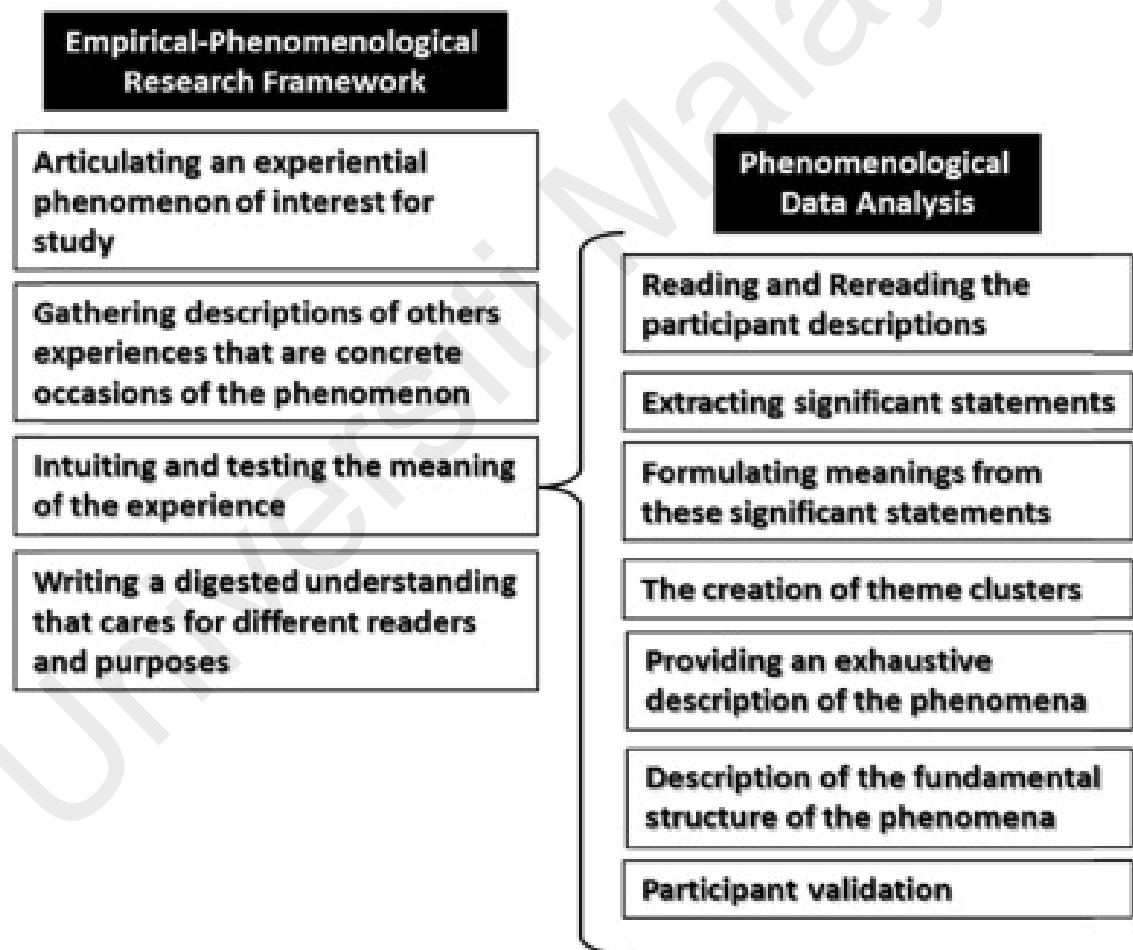 Empirical-Phenomenological
Research Framework
Articulating an experiential
phenomenon of interest for
study
Gathering descriptions of others
experiences that are concrete
occasions of the phenomenon
Intuiting and testing the meaning
of the experience
Writing a digested understanding
that cares for different readers
and purposes
Phenomenological
Data Analysis
Reading and Rereading the
participant descriptions
Extracting significant statements
Formulating meanings from
these significant statements
The creation of theme clusters
Providing an exhaustive
description of the phenomena
Description of the fundamental
structure of the phenomena
Participant validation
Universiti Malay